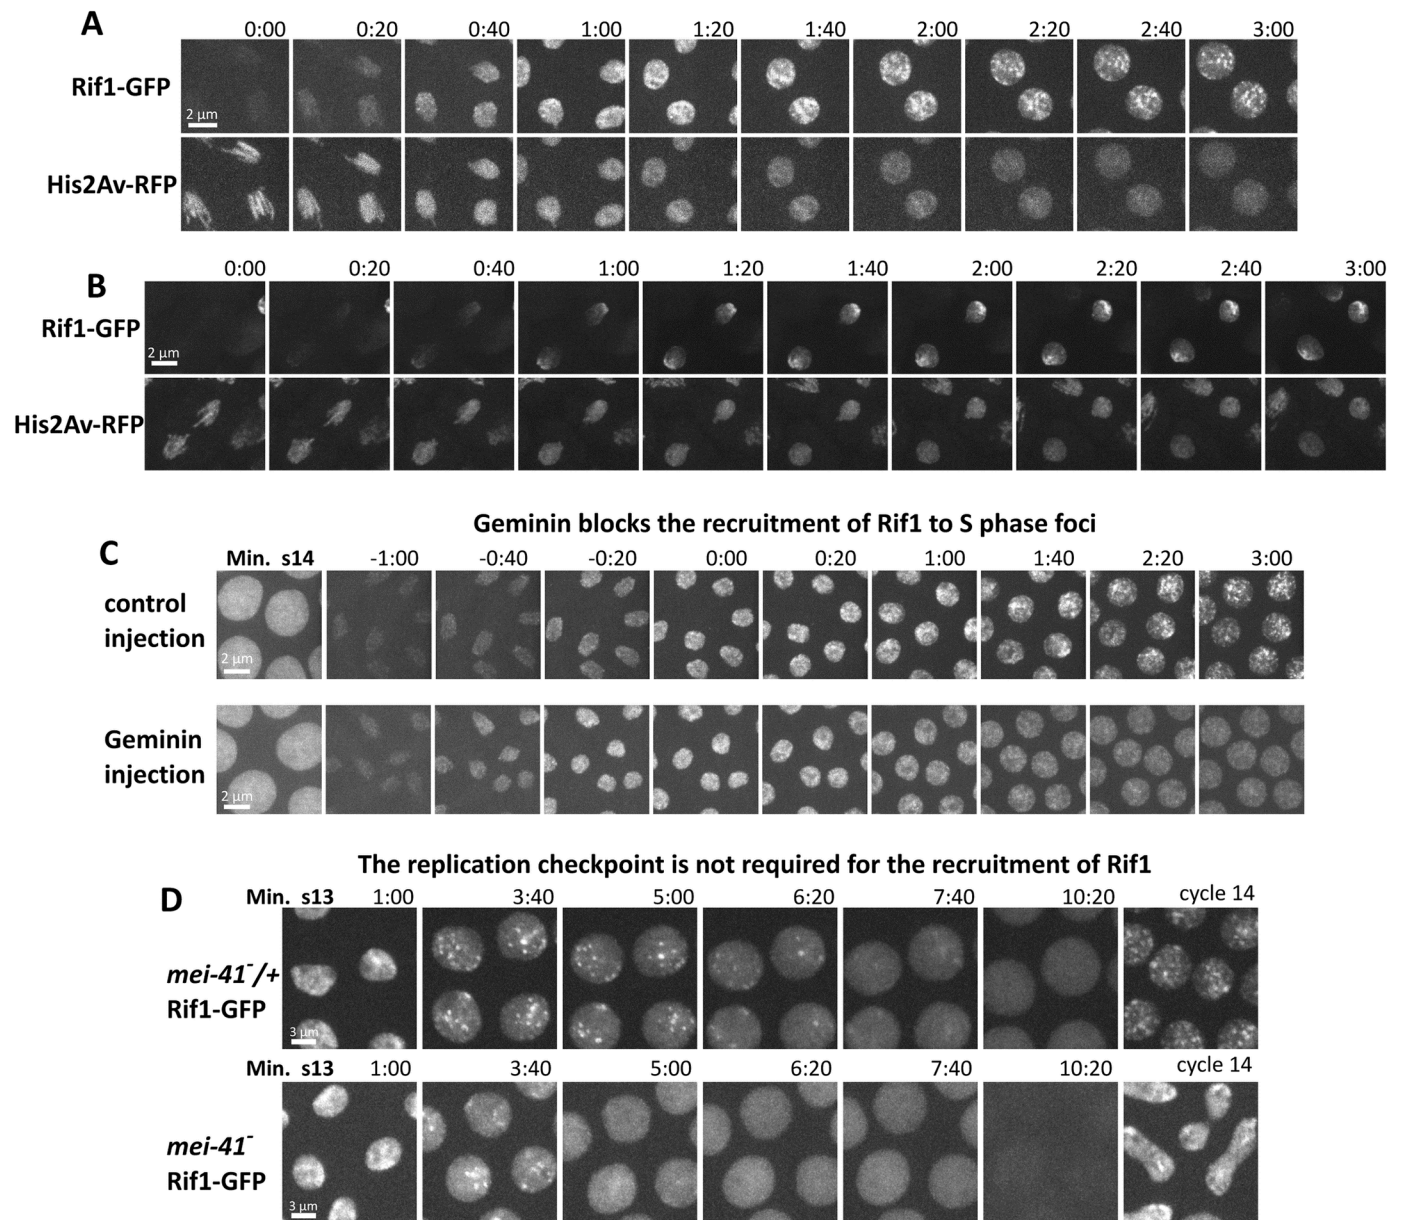 A
0:00 0:20 0:40 1:00 1:20 1:40 2:00 2:20 2:40 3:00
Rif1-GFP
2 µm
His2Av-RFP
B
0:00 0:20 0:40 1:00 1:20 1:40 2:00 2:20 2:40 3:00
Rif1-GFP
2 µm
His2Av-RFP
Geminin blocks the recruitment of Rif1 to S phase foci
C
Min. s14 -1:00 -0:40 -0:20 0:00 0:20 1:00 1:40 2:20 3:00
control
injection
2 µm
Geminin
injection
2 µm
The replication checkpoint is not required for the recruitment of Rif1
D
Min. s13 1:00 3:40 5:00 6:20 7:40 10:20 cycle 14
mei-41⁻/+
Rif1-GFP
3 µm
Min. s13 1:00 3:40 5:00 6:20 7:40 10:20 cycle 14
mei-41⁻
Rif1-GFP
3 µm